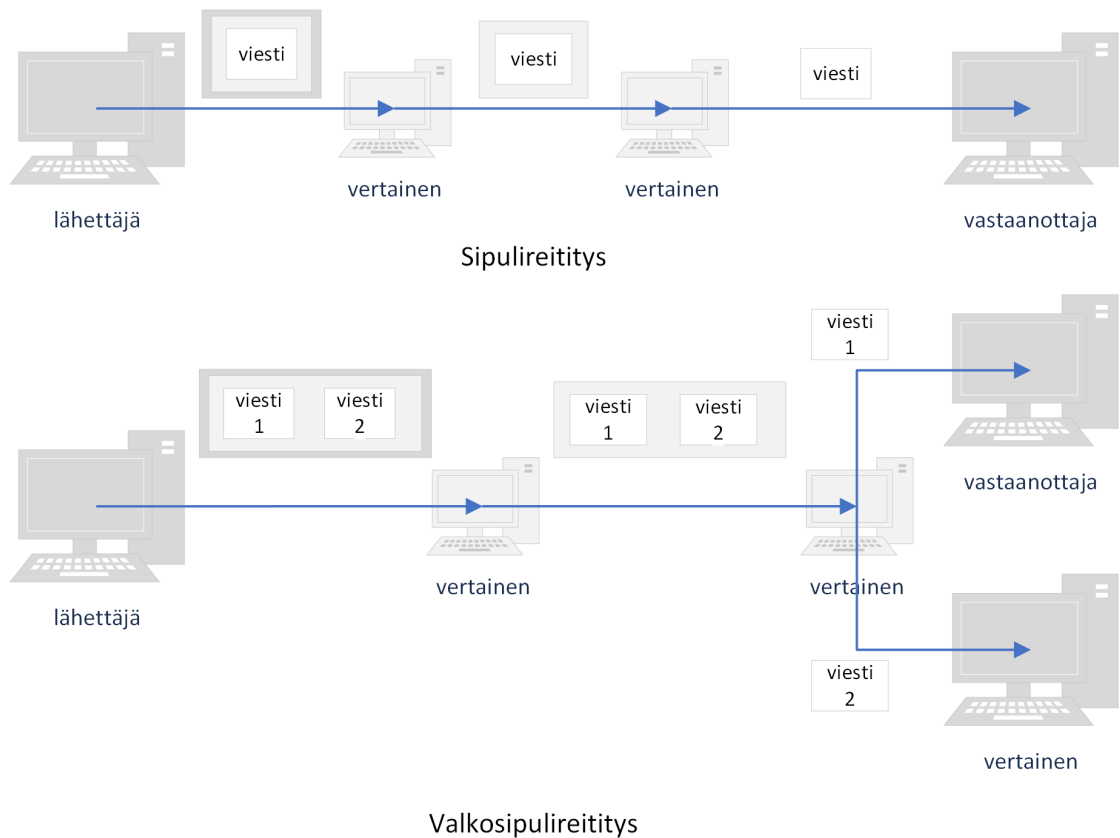 viesti
viesti
viesti
vertainen
vertainen
lähettäjä
vastaanottaja
Sipulireititys
viesti
1
viesti
1
viesti
2
viesti
1
viesti
2
vastaanottaja
vertainen
vertainen
lähettäjä
viesti
2
vertainen
Valkosipulireititys